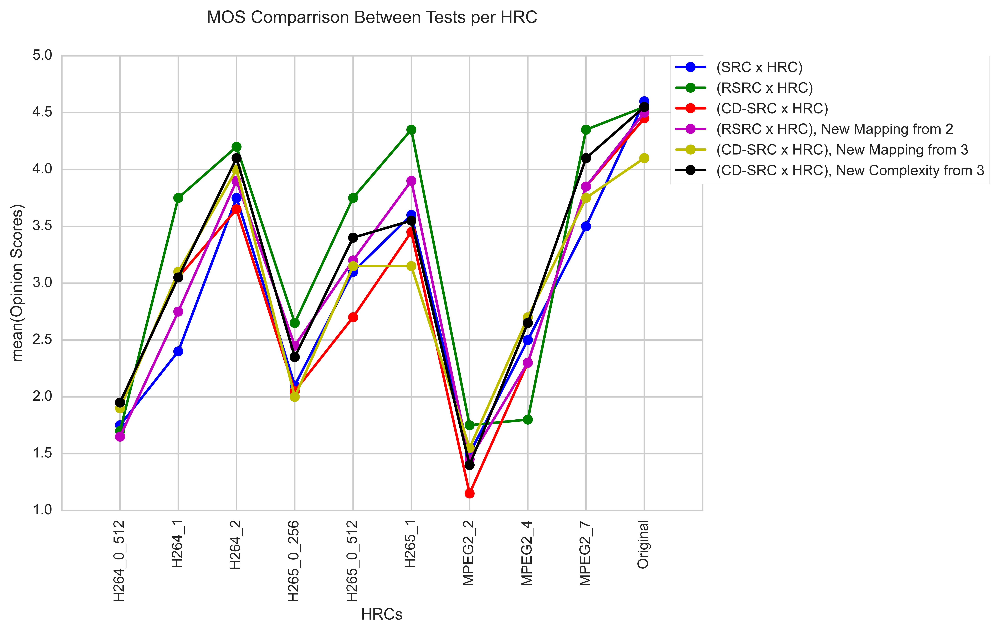 MOS Comparrison Between Tests per HRC
5.0
4.5
4.0
3.5
3.0
2.5
2.0
1.5
1.0
mean(Opinion Scores)
(SRC x HRC)
(RSRC x HRC)
(CD-SRC x HRC)
(RSRC x HRC), New Mapping from 2
(CD-SRC x HRC), New Mapping from 3
(CD-SRC x HRC), New Complexity from 3
H264_0_512
H264_1
H264_2
H265_0_256
H265_0_512
H265_1
MPEG2_2
MPEG2_4
MPEG2_7
Original
HRCs